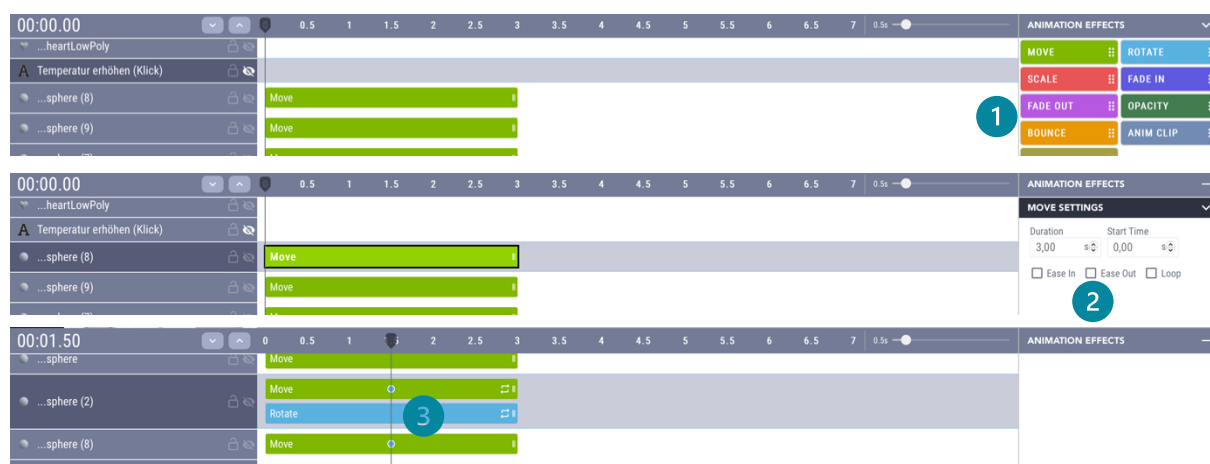 00:00.00 0.5 1 1.5 2 2.5 3 3.5 4 4.5 5 5.5 6 6.5 7 0.5s ANIMATION EFFECTS
...heartLowPoly MOVE ROTATE
A Temperatur erhöhen (Klick) SCALE FADE IN
...sphere (8) Move FADE OUT OPACITY
1
...sphere (9) Move BOUNCE ANIM CLIP
00:00.00 0.5 1 1.5 2 2.5 3 3.5 4 4.5 5 5.5 6 6.5 7 0.5s ANIMATION EFFECTS
...heartLowPoly MOVE SETTINGS
A Temperatur erhöhen (Klick) Duration Start Time
...sphere (8) Move 3,00 s 0,00 s
...sphere (9) Move Ease In Ease Out Loop
2
00:01.50 0 0.5 1 2 2.5 3 3.5 4 4.5 5 5.5 6 6.5 7 0.5s ANIMATION EFFECTS
...sphere Move
Move
...sphere (2)
Rotate 3
...sphere (8) Move